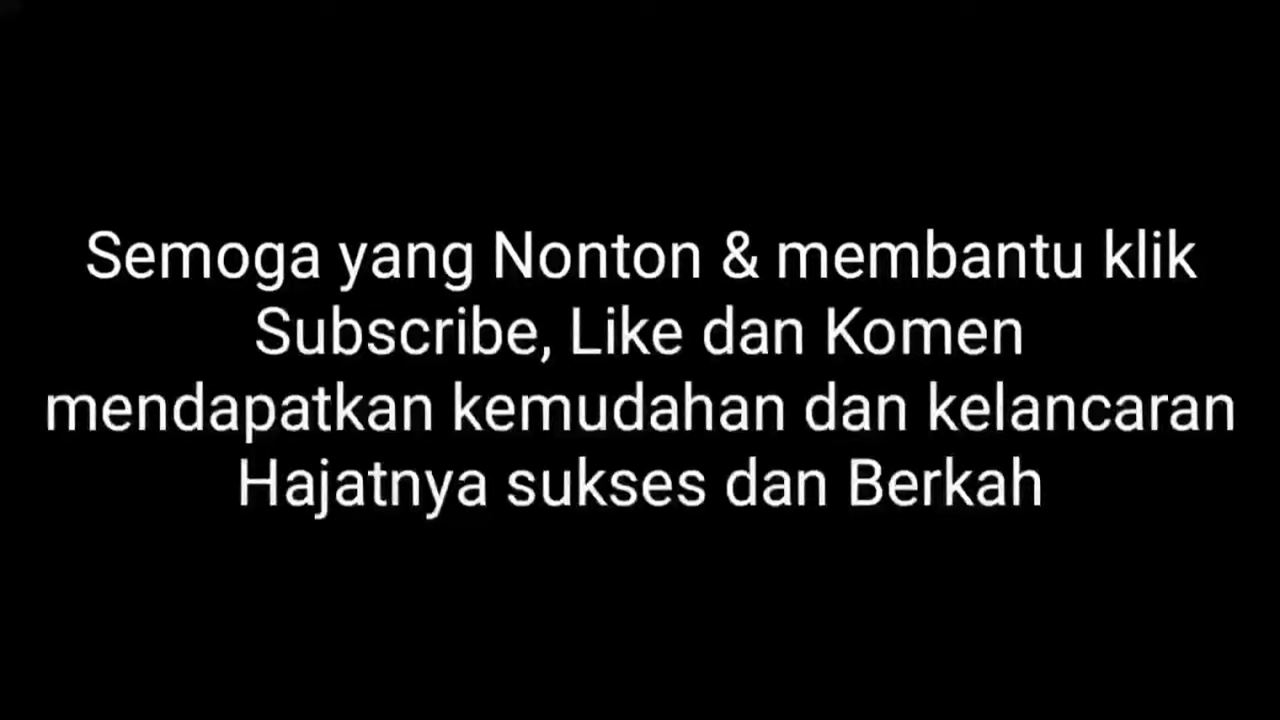 Semoga yang Nonton & membantu klik
Subscribe, Like dan Komen
mendapatkan kemudahan dan kelancaran
Hajatnya sukses dan Berkah